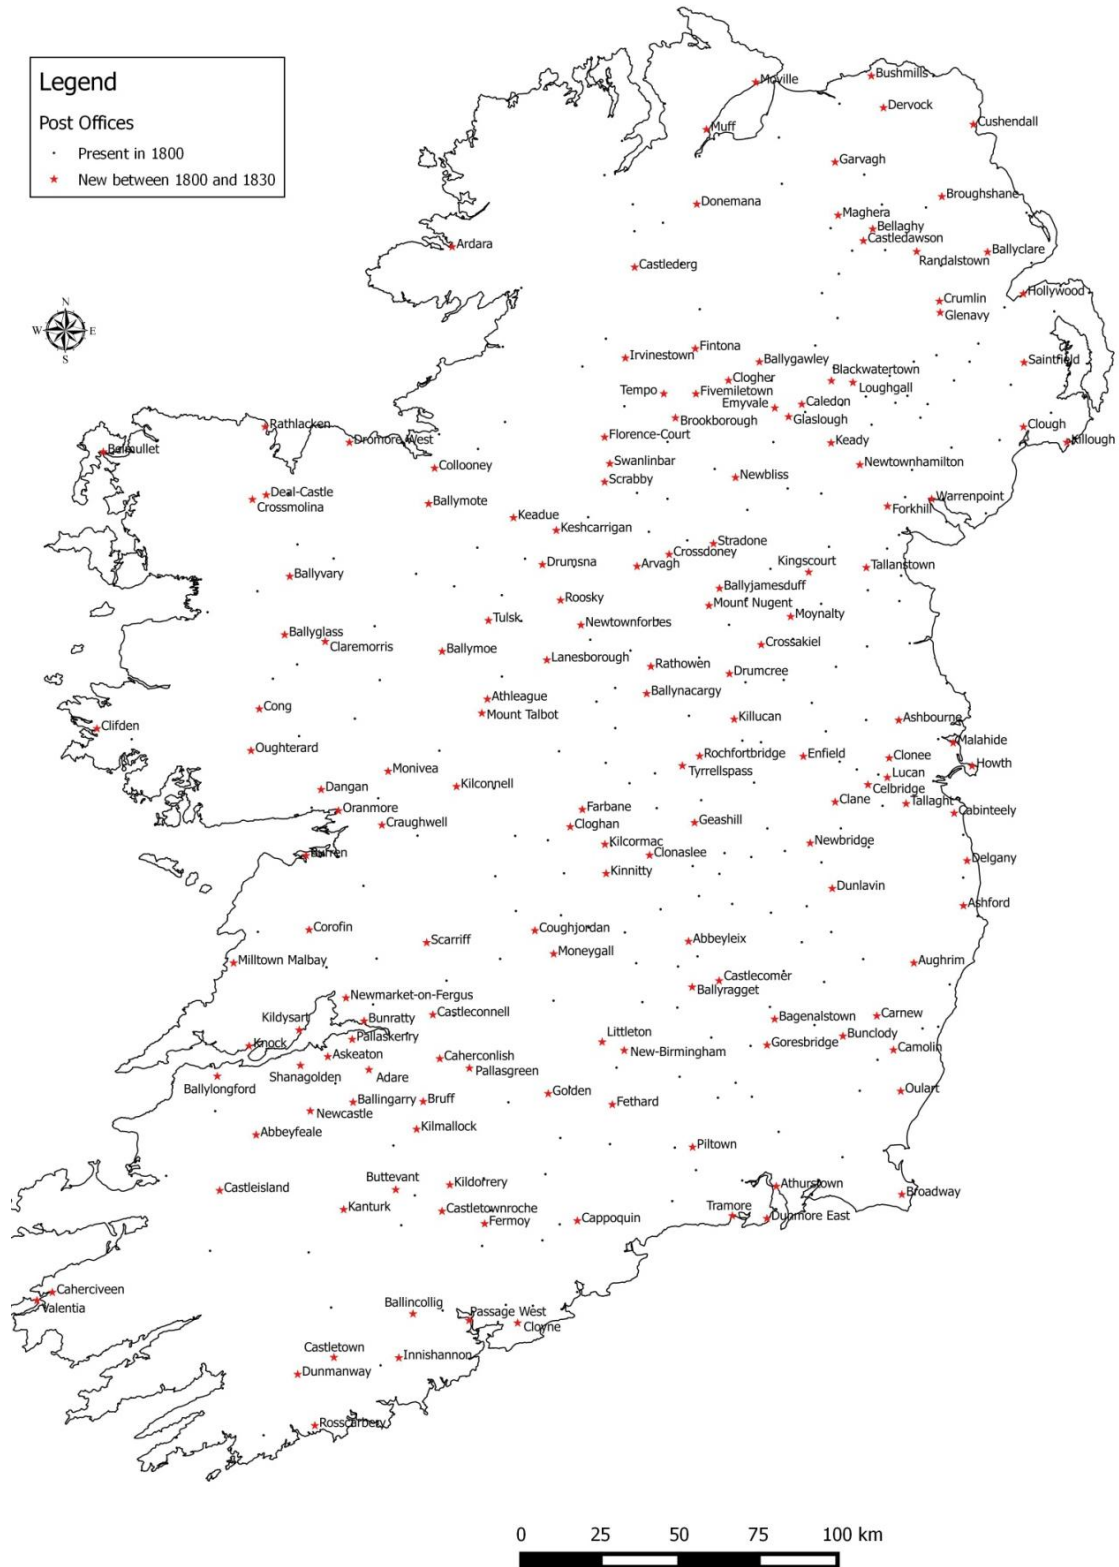 Legend
Post Offices
Present in 1800
New between 1800 and 1830
N
W E
S
Moville
Bushmills
Dervock
Muff
Cushendall
Garvagh
Donemana
Broughshane
Maghera
Bellaghy
Castledawson
Ardara
Randalstown
Ballyclare
Castlederg
Hollywood
Crumlin
Glenavy
Fintona
Irvinestown
Ballygawley
Saintfield
Clogher
Blackwatertown
Loughgall
Tempo
Fivemiletown
Emyvale
Caledon
Glaslough
Brookborough
Rathlacken
Clough
Florence-Court
Dromore West
Keady
Killough
Belmullet
Collooney
Swanlinbar
Newtownhamilton
Scrabby
Newbliss
Deal-Castle
Crossmolina
Ballymote
Warrenpoint
Forkhill
Keadue
Keshcarrigan
Stradone
Crossdoney
Kingscourt
Drumsna
Arvagh
Tallanstown
Ballyvary
Ballyjamesduff
Roosky
Mount Nugent
Moynalty
Tulsk
Newtownforbes
Ballyglass
Claremorris
Ballymoe
Crossakiel
Lanesborough
Rathowen
Drumcree
Ballynacargy
Athleague
Cong
Mount Talbot
Killucan
Ashbourne
Clifden
Malahide
Oughterard
Rochfortbridge
Enfield
Clonee
Howth
Tyrrellspass
Monivea
Lucan
Kilconnell
Celbridge
Dangan
Clane
Tallaght
Oranmore
Farbane
Cabinteely
Craughwell
Cloghan
Geashill
Kilcormac
Newbridge
Burren
Clonaslee
Delgany
Kinnitty
Dunlavin
Ashford
Corofin
Coughjordan
Scarriff
Abbeyleix
Moneygall
Milltown Malbay
Aughrim
Castlecomer
Ballyragget
Newmarket-on-Fergus
Castleconnell
Kildysart
Bunratty
Bagenalstown
Carnew
Littleton
Bunclody
Pallaskenry
Knock
Goresbridge
New-Birmingham
Camolin
Askeaton
Caherconlish
Shanagolden
Adare
Pallasgreen
Ballylongford
Golden
Oulart
Ballingarry
Bruff
Fethard
Newcastle
Kilmallock
Abbeyfeale
Piltown
Castleisland
Buttevant
Kildorrery
Athurstown
Broadway
Kanturk
Castletownroche
Tramore
Dunmore East
Fermoy
Cappoquin
Caherciveen
Valentia
Ballincollig
Passage West
Cloyne
Castletown
Innishannon
Dunmanway
Rosscarbery
0 25 50 75 100 km